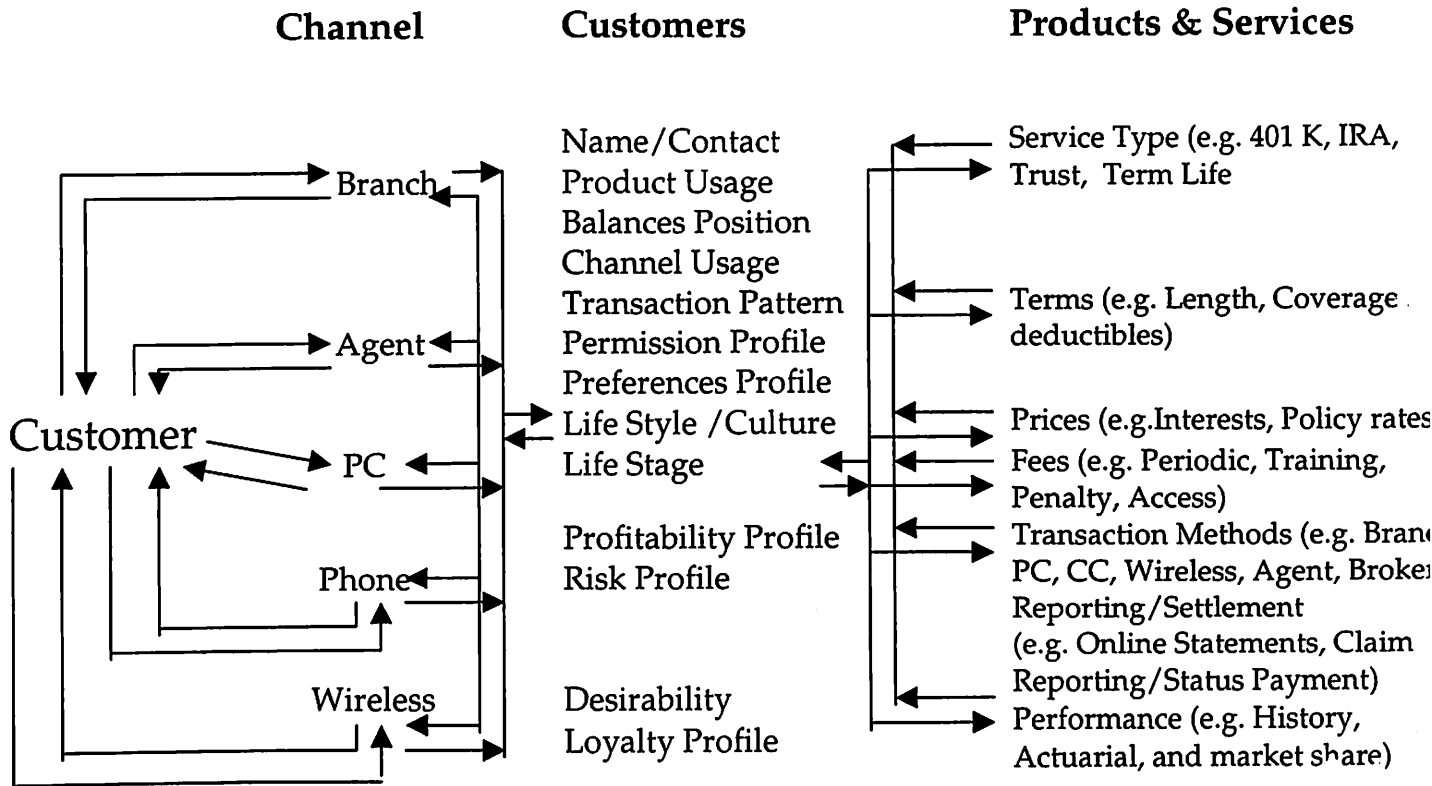 Channel
Customers
Products & Services
Customer
Branch
Agent
PC
Phone
Wireless
Name/Contact
Product Usage
Balances Position
Channel Usage
Transaction Pattern
Permission Profile
Preferences Profile
Life Style /Culture
Life Stage
Profitability Profile
Risk Profile
Desirability
Loyalty Profile
Service Type (e.g. 401 K, IRA,
Trust, Term Life
Terms (e.g. Length, Coverage
deductibles)
Prices (e.g.Interests, Policy rates
Fees (e.g. Periodic, Training,
Penalty, Access)
Transaction Methods (e.g.
PC, CC, Wireless, Agent,
Reporting/Settlement
(e.g. Online Statements, Claim
Reporting/Status Payment)
Performance (e.g. History,
Actuarial, and market share)